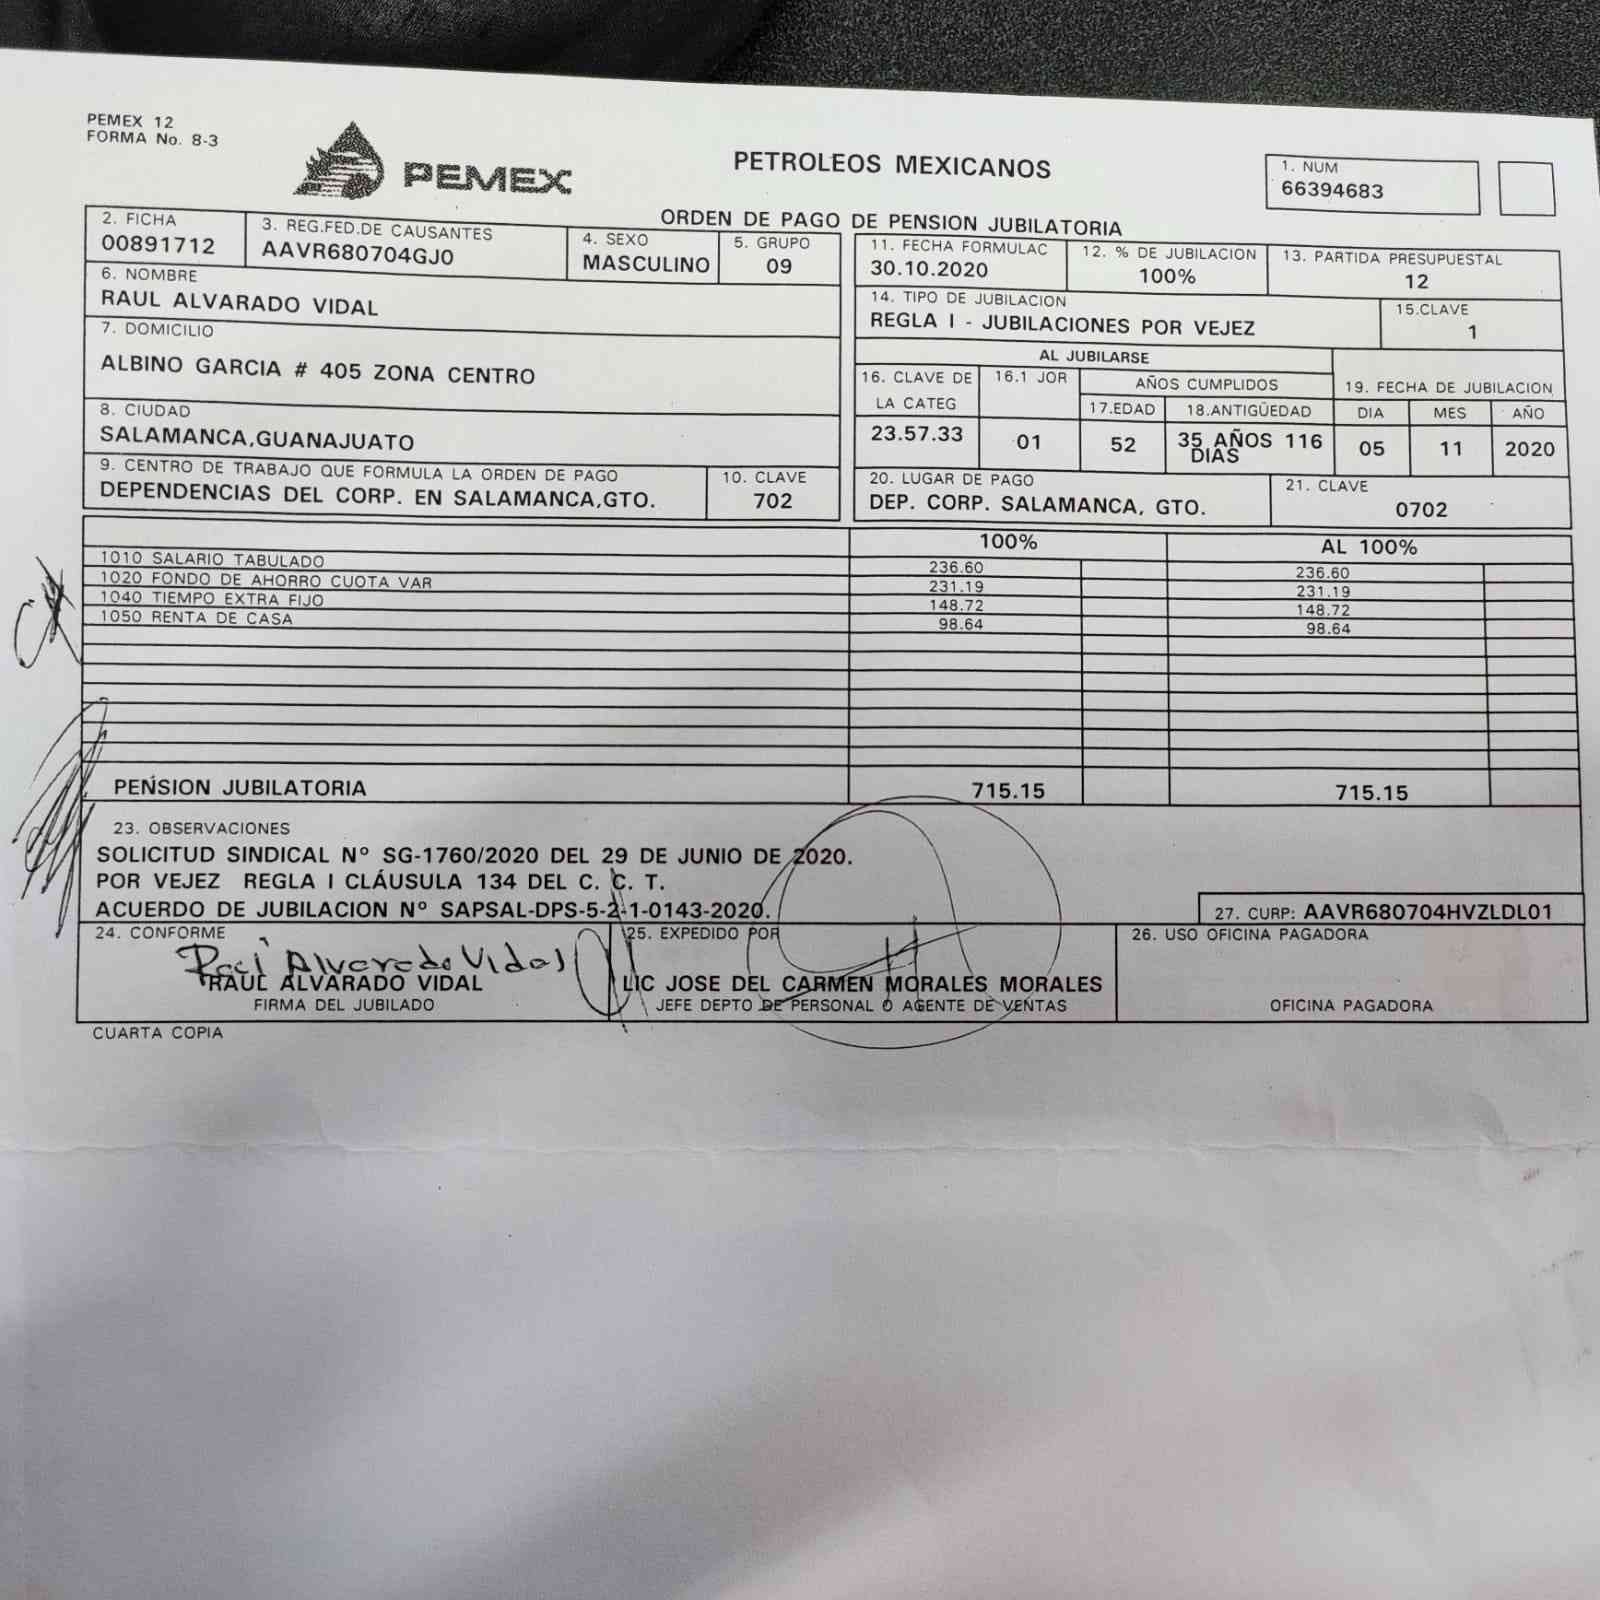 PEMEX 12
FORMA No. 8-3
PEMEX
PETROLEOS MEXICANOS
1. NUM
66394683
ORDEN DE PAGO DE PENSION JUBILATORIA
2. FICHA
00891712
3. REG.FED.DE CAUSANTES
AAVR680704GJ0
4. SEXO
MASCULINO
5. GRUPO
09
6. NOMBRE
RAUL ALVARADO VIDAL
7. DOMICILIO
ALBINO GARCIA # 405 ZONA CENTRO
8. CIUDAD
SALAMANCA,GUANAJUATO
9. CENTRO DE TRABAJO QUE FORMULA LA ORDEN DE PAGO
DEPENDENCIAS DEL CORP. EN SALAMANCA,GTO.
10. CLAVE
702
11. FECHA FORMULAC
30.10.2020
12. % DE JUBILACION
100%
13. PARTIDA PRESUPUESTAL
12
14. TIPO DE JUBILACION
REGLA I - JUBILACIONES POR VEJEZ
15.CLAVE
1
AL JUBILARSE
16. CLAVE DE
LA CATEG
23.57.33
16.1 JOR
01
AÑOS CUMPLIDOS
17.EDAD
52
18.ANTIGÜEDAD
35 AÑOS 116
DIAS
19. FECHA DE JUBILACION
DIA MES AÑO
05 11 2020
20. LUGAR DE PAGO
DEP. CORP. SALAMANCA, GTO.
21. CLAVE
0702
100% AL 100%
1010 SALARIO TABULADO 236.60 236.60
1020 FONDO DE AHORRO CUOTA VAR 231.19 231.19
1040 TIEMPO EXTRA FIJO 148.72 148.72
1050 RENTA DE CASA 98.64 98.64
PENSION JUBILATORIA 715.15 715.15
23. OBSERVACIONES
SOLICITUD SINDICAL Nº SG-1760/2020 DEL 29 DE JUNIO DE 2020.
POR VEJEZ REGLA I CLÁUSULA 134 DEL C. C. T.
ACUERDO DE JUBILACION Nº SAPSAL-DPS-5-2-1-0143-2020.
27. CURP: AAVR680704HVZLDL01
24. CONFORME
Raul Alvarado Vidal
RAUL ALVARADO VIDAL
FIRMA DEL JUBILADO
25. EXPEDIDO POR
LIC JOSE DEL CARMEN MORALES MORALES
JEFE DEPTO DE PERSONAL O AGENTE DE VENTAS
26. USO OFICINA PAGADORA
OFICINA PAGADORA
CUARTA COPIA